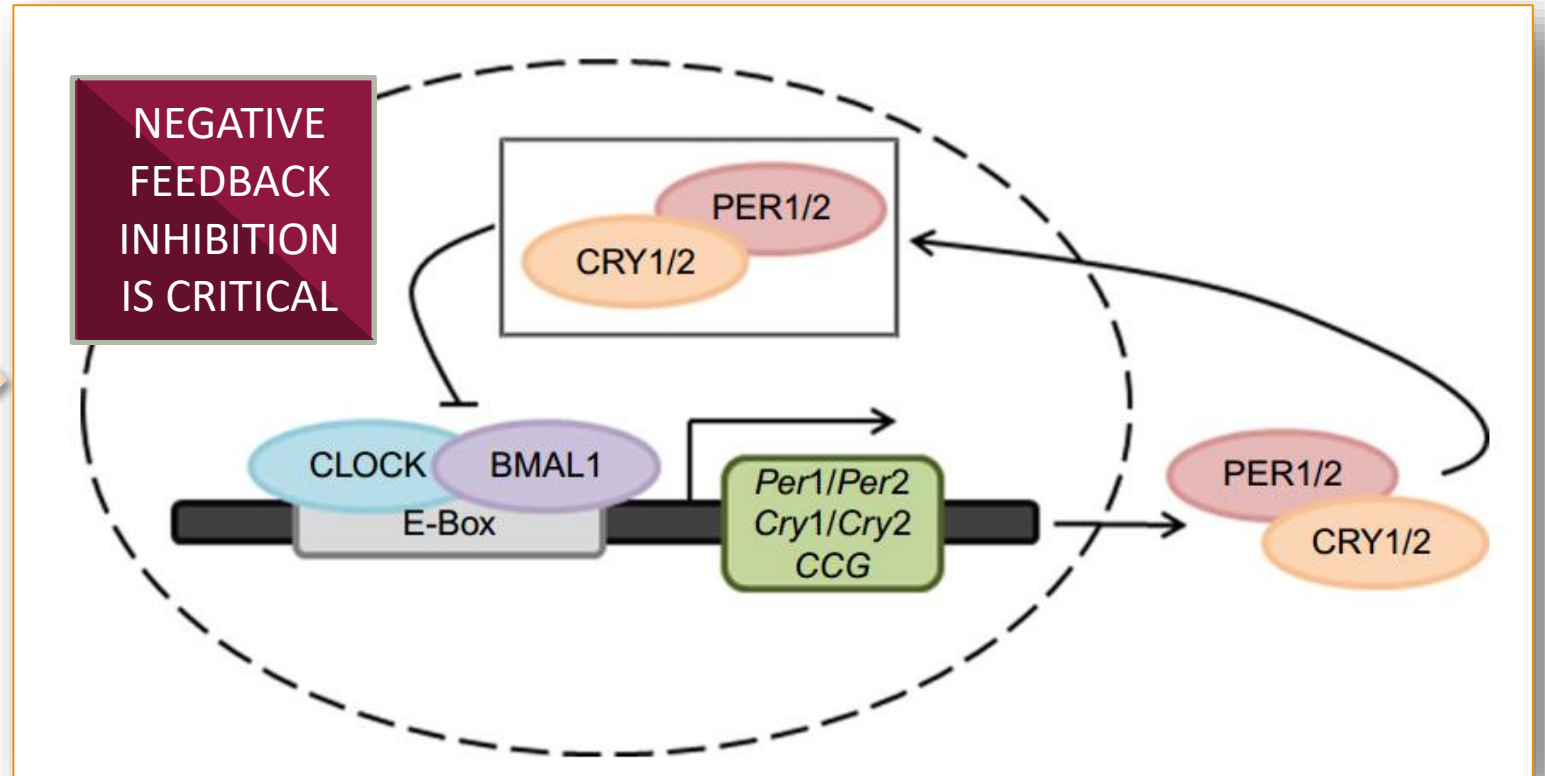 NEGATIVE
FEEDBACK
INHIBITION
IS CRITICAL
PER1/2
CRY1/2
CLOCK
BMAL1
E-Box
Per1/Per2
Cry1/Cry2
CCG
PER1/2
CRY1/2